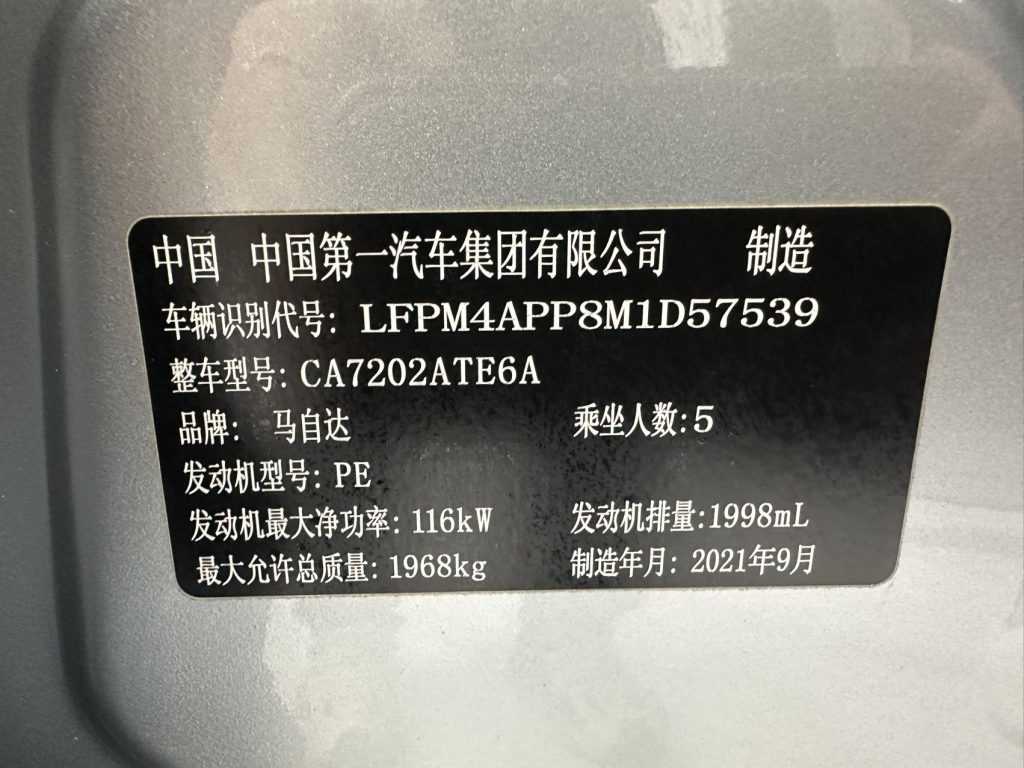 中国 中国第一汽车集团有限公司 制造
车辆识别代号: LFPM4APP8M1D57539
整车型号: CA7202ATE6A
品牌: 马自达 乘坐人数: 5
发动机型号: PE
发动机最大净功率: 116kW 发动机排量: 1998mL
最大允许总质量: 1968kg 制造年月: 2021年9月